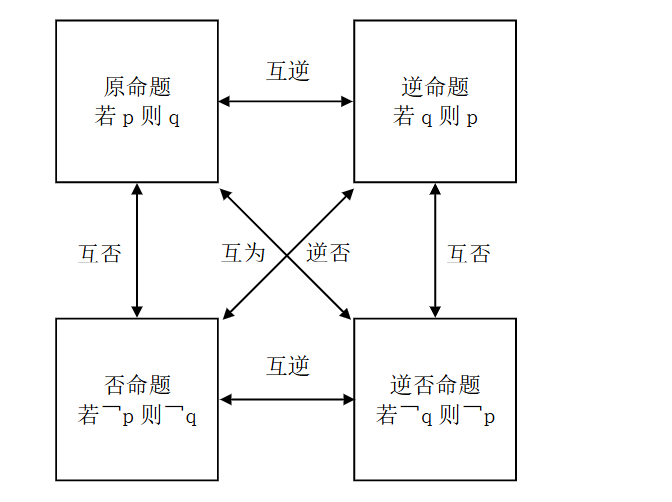 原命题
若 p 则 q
互逆
逆命题
若 q 则 p
互否
互为
逆否
互否
否命题
若￢p 则￢q
互逆
逆否命题
若￢q 则￢p